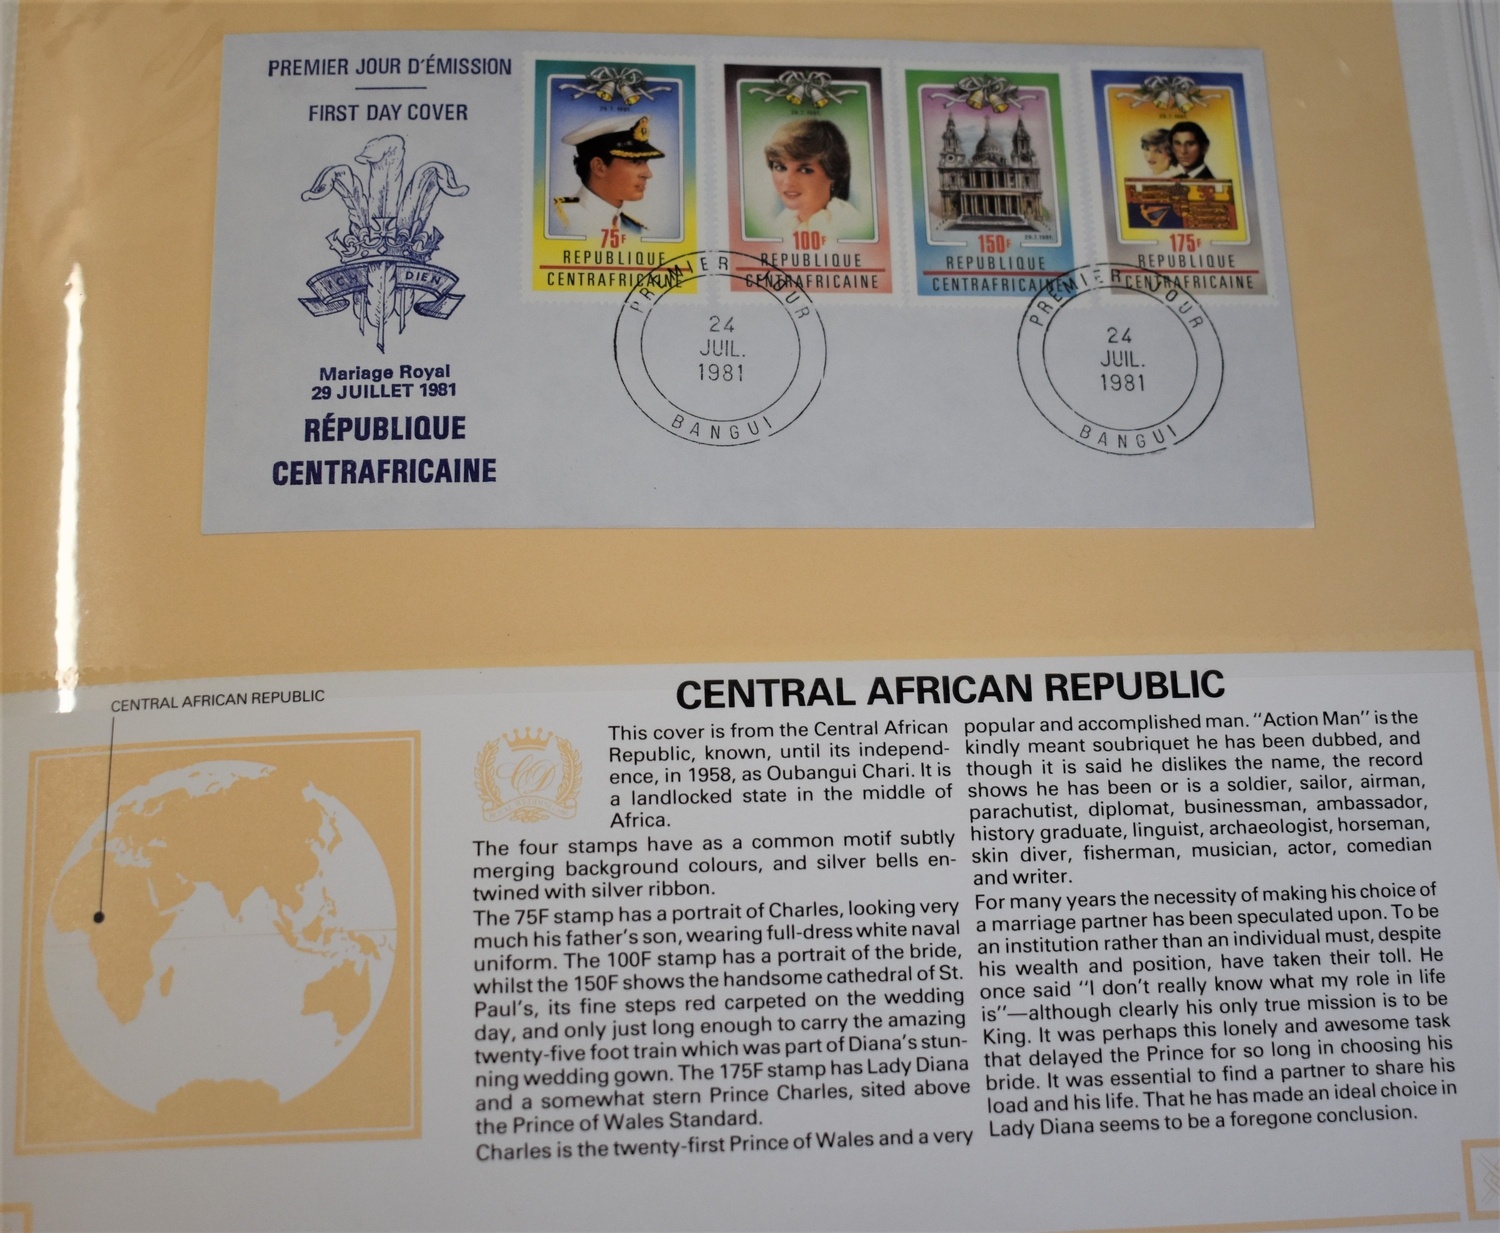 PREMIER JOUR D'ÉMISSION
FIRST DAY COVER
ICH DIEN
Mariage Royal
29 JUILLET 1981
RÉPUBLIQUE
CENTRAFRICAINE
29.7.1981.
75F
REPUBLIQUE
CENTRAFRICAINE
29.7.1981.
100F
REPUBLIQUE
CENTRAFRICAINE
150F
29.7.1981.
REPUBLIQUE
CENTRAFRICAINE
29.7.1981.
175F
REPUBLIQUE
CENTRAFRICAINE
PREMIER JOUR
24
JUIL.
1981
BANGUI
PREMIER JOUR
24
JUIL.
1981
BANGUI
CENTRAL AFRICAN REPUBLIC
CENTRAL AFRICAN REPUBLIC
This cover is from the Central African
Republic, known, until its independ-
ence, in 1958, as Oubangui Chari. It is
a landlocked state in the middle of
Africa.
The four stamps have as a common motif subtly
merging background colours, and silver bells en-
twined with silver ribbon.
The 75F stamp has a portrait of Charles, looking very
much his father's son, wearing full-dress white naval
uniform. The 100F stamp has a portrait of the bride,
whilst the 150F shows the handsome cathedral of St.
Paul's, its fine steps red carpeted on the wedding
day, and only just long enough to carry the amazing
twenty-five foot train which was part of Diana's stun-
ning wedding gown. The 175F stamp has Lady Diana
and a somewhat stern Prince Charles, sited above
the Prince of Wales Standard.
Charles is the twenty-first Prince of Wales and a very
popular and accomplished man. "Action Man" is the
kindly meant soubriquet he has been dubbed, and
though it is said he dislikes the name, the record
shows he has been or is a soldier, sailor, airman,
parachutist, diplomat, businessman, ambassador,
history graduate, linguist, archaeologist, horseman,
skin diver, fisherman, musician, actor, comedian
and writer.
For many years the necessity of making his choice of
a marriage partner has been speculated upon. To be
an institution rather than an individual must, despite
his wealth and position, have taken their toll. He
once said "I don't really know what my role in life
is"—although clearly his only true mission is to be
King. It was perhaps this lonely and awesome task
that delayed the Prince for so long in choosing his
bride. It was essential to find a partner to share his
load and his life. That he has made an ideal choice in
Lady Diana seems to be a foregone conclusion.